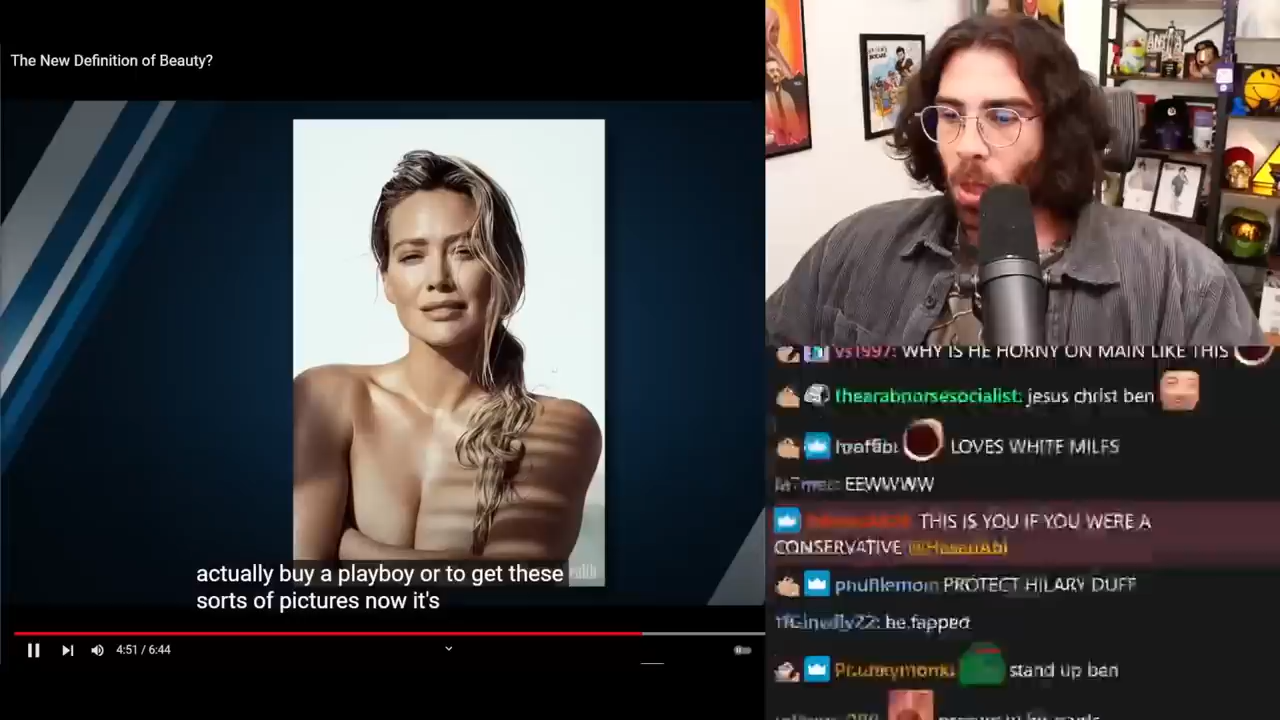 The New Definition of Beauty?
actually buy a playboy or to get these
sorts of pictures now it's
4:51 / 6:44
vs1997: WHY IS HE HORNY ON MAIN LIKE THIS
thearabnorsesocialist: jesus christ ben
LOVES WHITE MILFS
EEWWWW
THIS IS YOU IF YOU WERE A
CONSERVATIVE @HasanAbi
PROTECT HILARY DUFF
he fapped
stand up ben